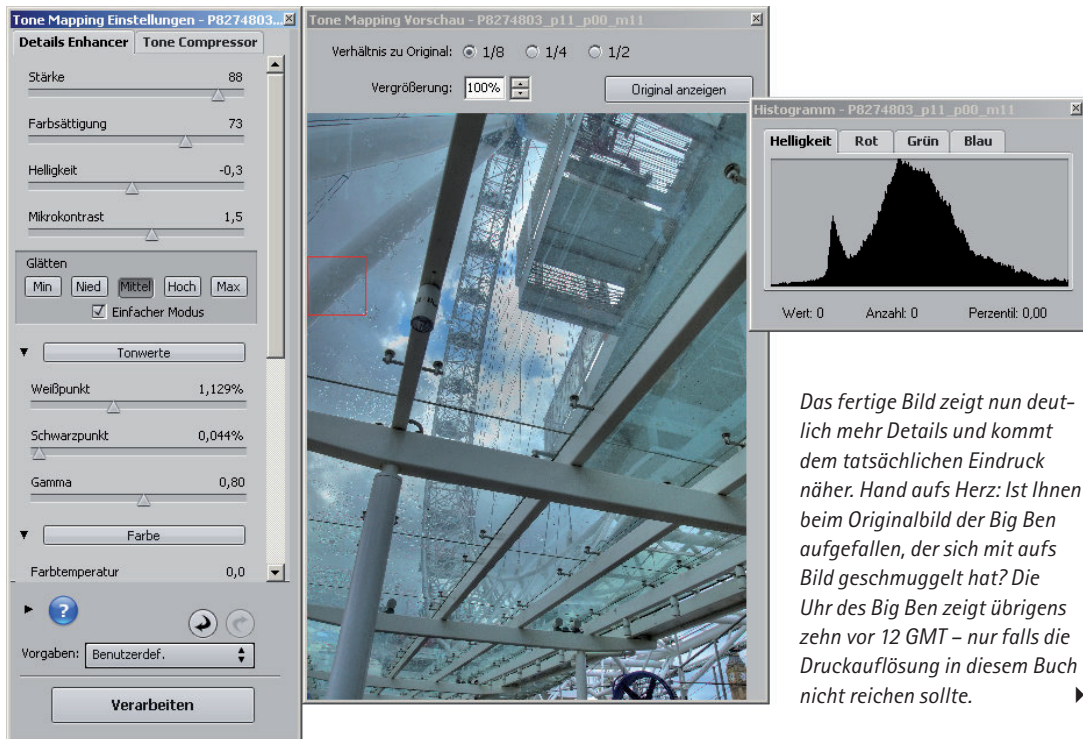 Tone Mapping Einstellungen - P8274803...
Details Enhancer Tone Compressor
Stärke 88
Farbsättigung 73
Helligkeit -0,3
Mikrokontrast 1,5
Glätten
Min Nied Mittel Hoch Max
Einfacher Modus
Tonwerte
Weißpunkt 1,129%
Schwarzpunkt 0,044%
Gamma 0,80
Farbe
Farbtemperatur 0,0
?
Vorgaben: Benutzerdef.
Verarbeiten
Tone Mapping Vorschau - P8274803_p11_p00_m11
Verhältnis zu Original: 1/8 1/4 1/2
Vergrößerung: 100% Original anzeigen
Histogramm - P8274803_p11_p00_m11
Helligkeit Rot Grün Blau
Wert: 0 Anzahl: 0 Perzentil: 0,00
Das fertige Bild zeigt nun deut-
lich mehr Details und kommt
dem tatsächlichen Eindruck
näher. Hand aufs Herz: Ist Ihnen
beim Originalbild der Big Ben
aufgefallen, der sich mit aufs
Bild geschmuggelt hat? Die
Uhr des Big Ben zeigt übrigens
zehn vor 12 GMT – nur falls die
Druckauflösung in diesem Buch
nicht reichen sollte.